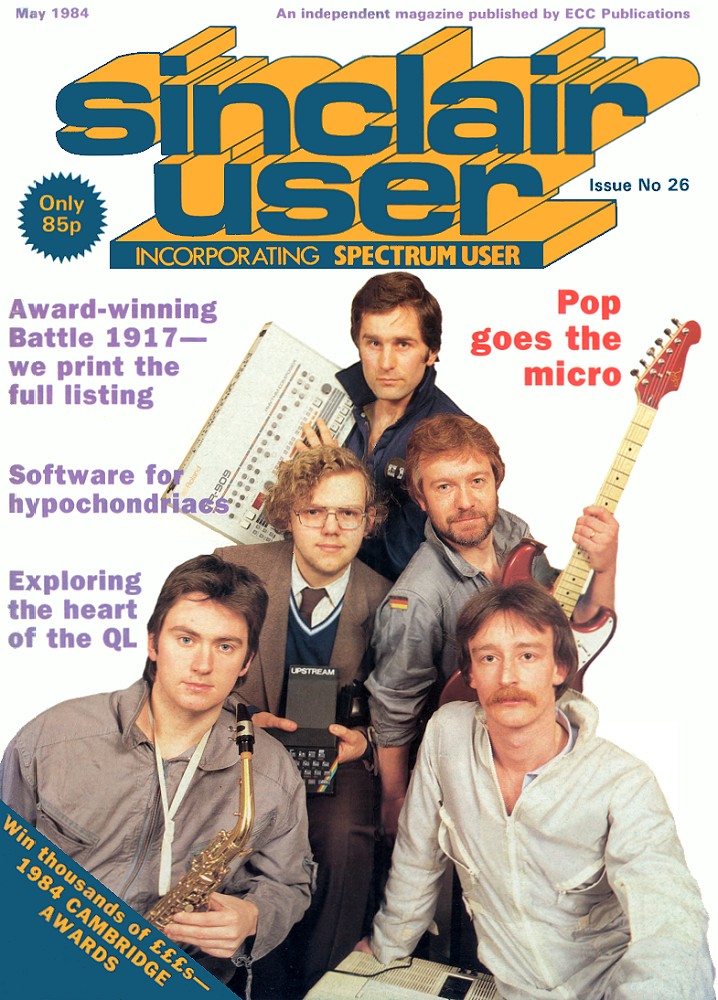 May 1984
An independent magazine published by ECC Publications
sinclair
user
Issue No 26
Only
85p
INCORPORATING SPECTRUM USER
Award-winning
Battle 1917—
we print the
full listing
Pop
goes the
micro
Software for
hypochondriacs
Exploring
the heart
of the QL
R-909
UPSTREAM
Win thousands of £££s—
1984 CAMBRIDGE
AWARDS